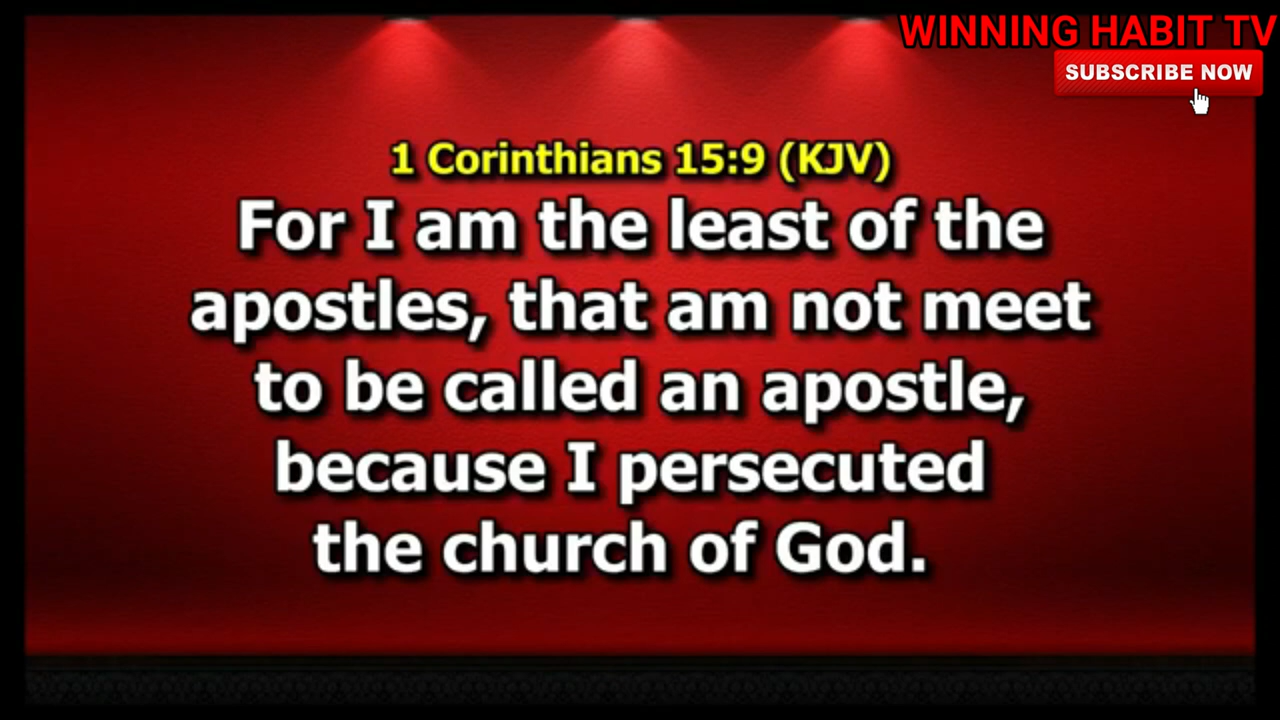 WINNING HABIT TV
SUBSCRIBE NOW
1 Corinthians 15:9 (KJV)
For I am the least of the
apostles, that am not meet
to be called an apostle,
because I persecuted
the church of God.